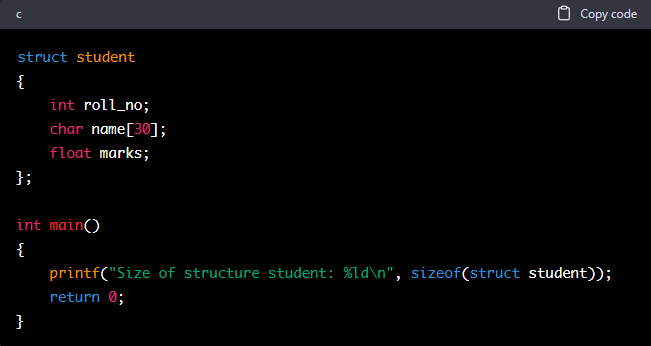 c Copy code
struct student
{
    int roll_no;
    char name[30];
    float marks;
};

int main()
{
    printf("Size of structure student: %ld\n", sizeof(struct student));
    return 0;
}